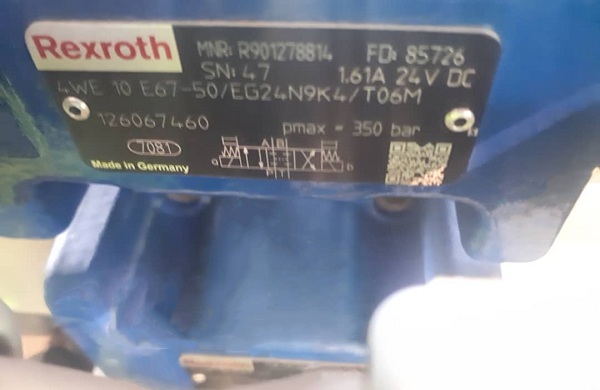 Rexroth
MNR: R901278814 FD: 85726
SN: 47 1.61A 24V DC
4WE 10 E67-50/EG24N9K4/T06M
126067460
pmax = 350 bar
7081
A B
a b
P T
Made in Germany